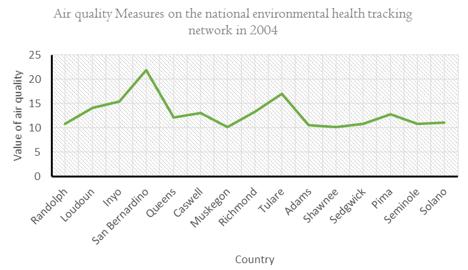 Air quality Measures on the national environmental health tracking
network in 2004
Value of air quality
25
20
15
10
5
0
Randolph
Loudoun
Inyo
San Bernardino
Queens
Caswell
Muskegon
Richmond
Tulare
Adams
Shawnee
Sedgwick
Pima
Seminole
Solano
Country